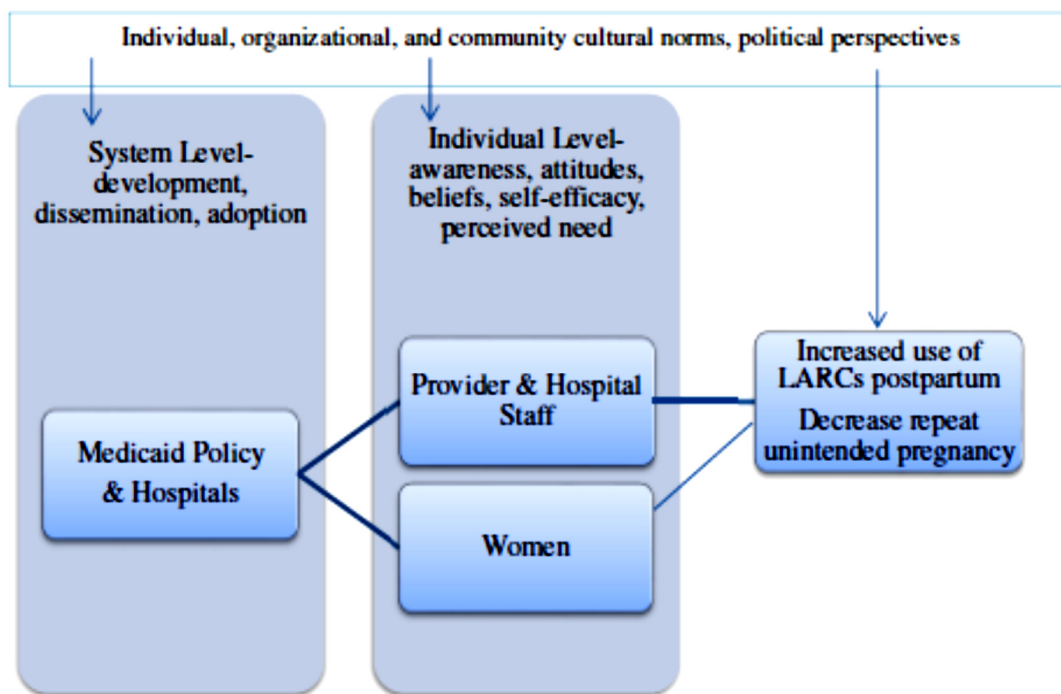 Individual, organizational, and community cultural norms, political perspectives
System Level-
development,
dissemination, adoption
Individual Level-
awareness, attitudes,
beliefs, self-efficacy,
perceived need
Medicaid Policy
& Hospitals
Provider & Hospital
Staff
Women
Increased use of
LARCs postpartum
Decrease repeat
unintended pregnancy